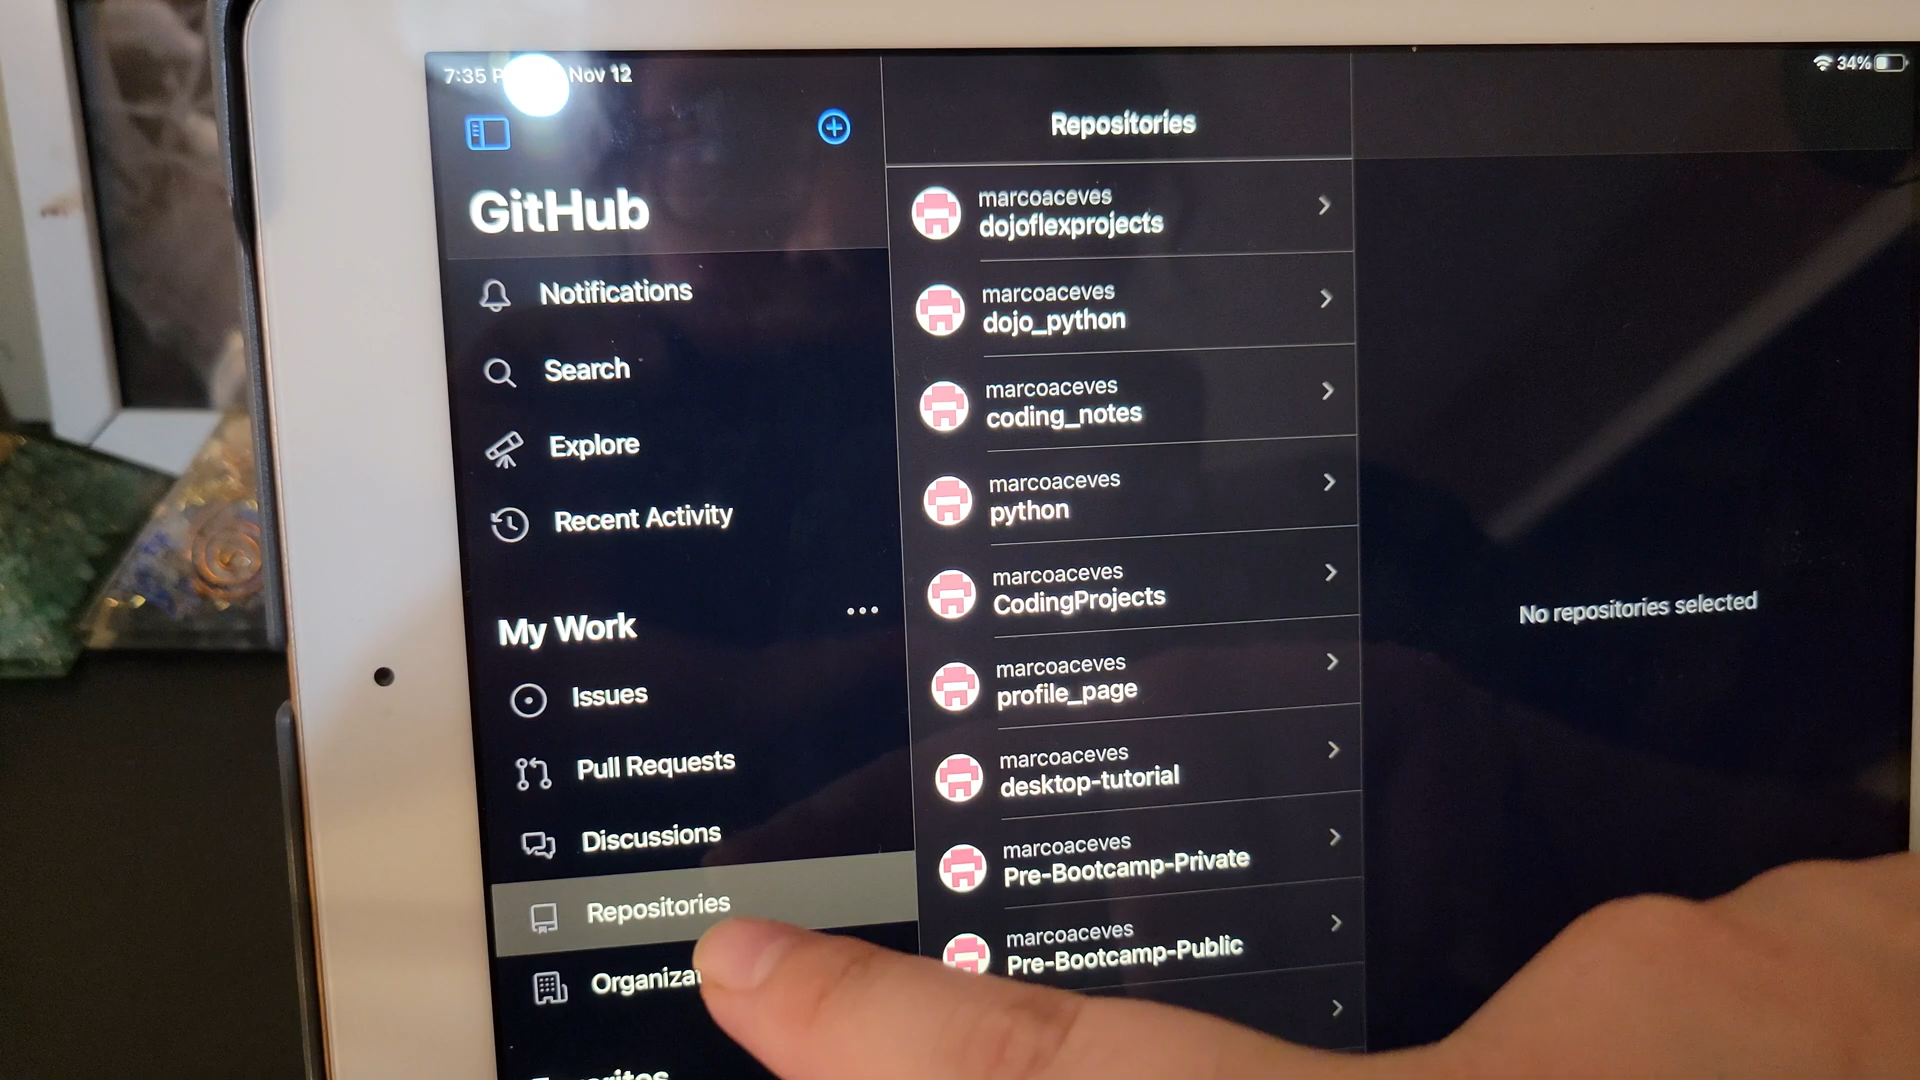 7:35 P
Nov 12
34%
GitHub
Notifications
Search
Explore
Recent Activity
My Work
Issues
Pull Requests
Discussions
Repositories
Organiza
Repositories
marcoaceves
dojoflexprojects
marcoaceves
dojo_python
marcoaceves
coding_notes
marcoaceves
python
marcoaceves
CodingProjects
marcoaceves
profile_page
marcoaceves
desktop-tutorial
marcoaceves
Pre-Bootcamp-Private
marcoaceves
Pre-Bootcamp-Public
No repositories selected